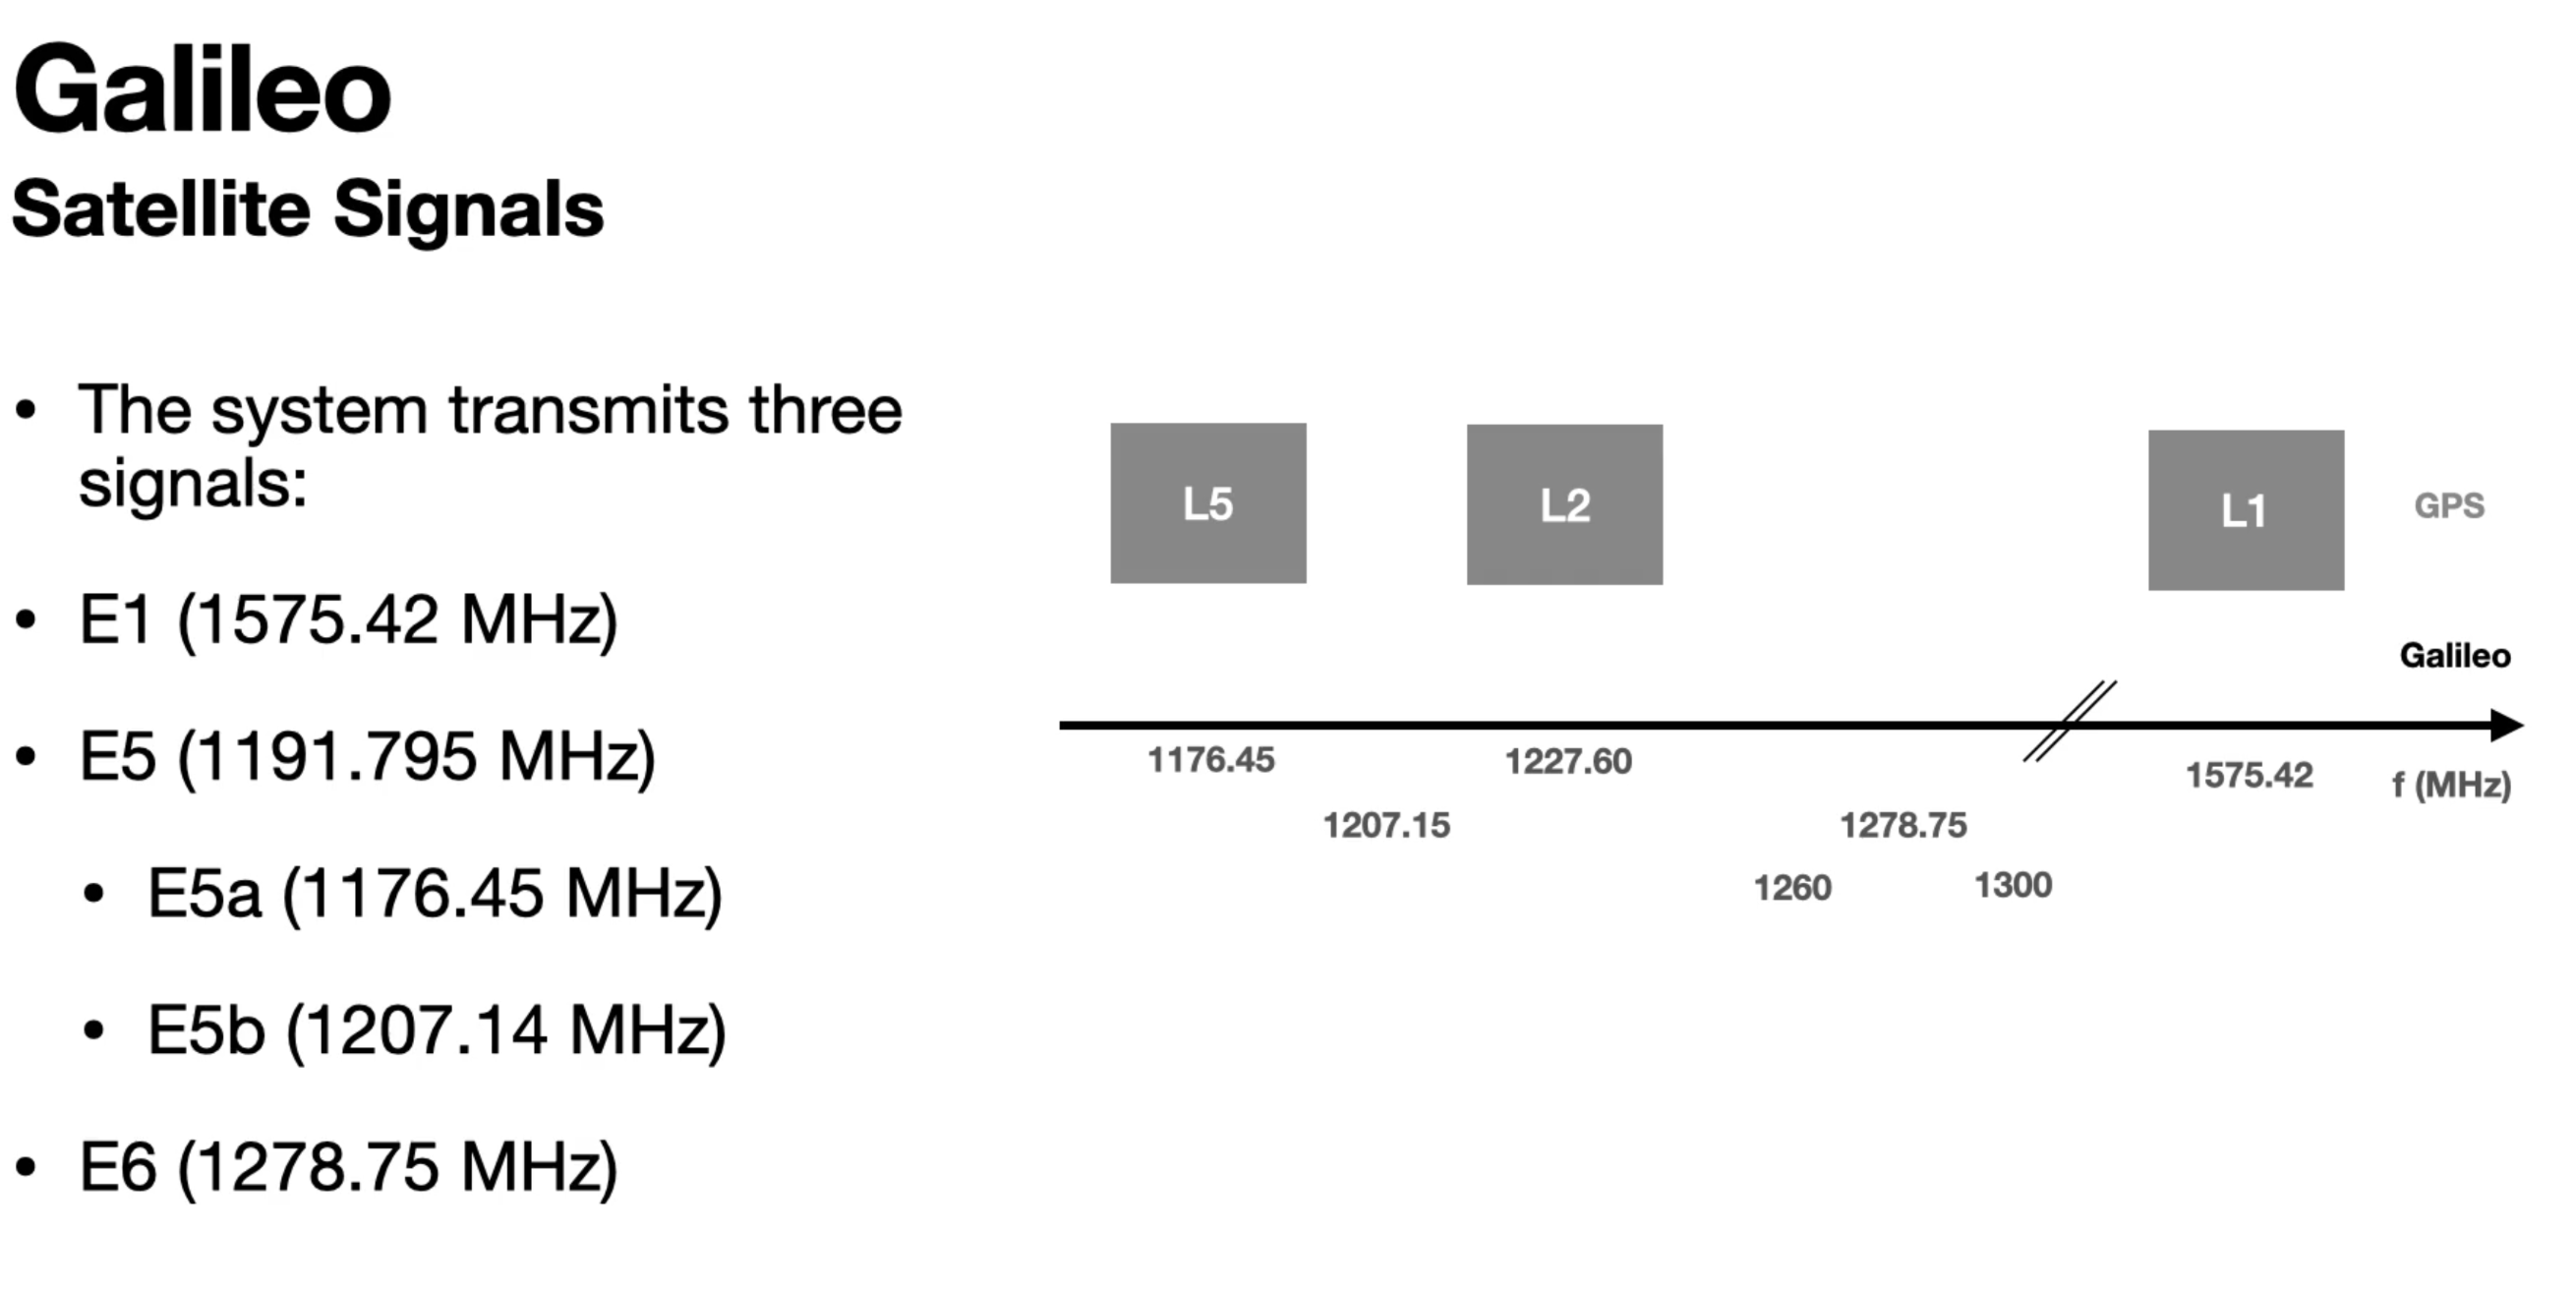 Galileo
Satellite Signals
• The system transmits three
signals:
• E1 (1575.42 MHz)
• E5 (1191.795 MHz)
• E5a (1176.45 MHz)
• E5b (1207.14 MHz)
• E6 (1278.75 MHz)
L5
L2
L1
GPS
Galileo
1176.45
1227.60
1575.42
f (MHz)
1207.15
1278.75
1260
1300